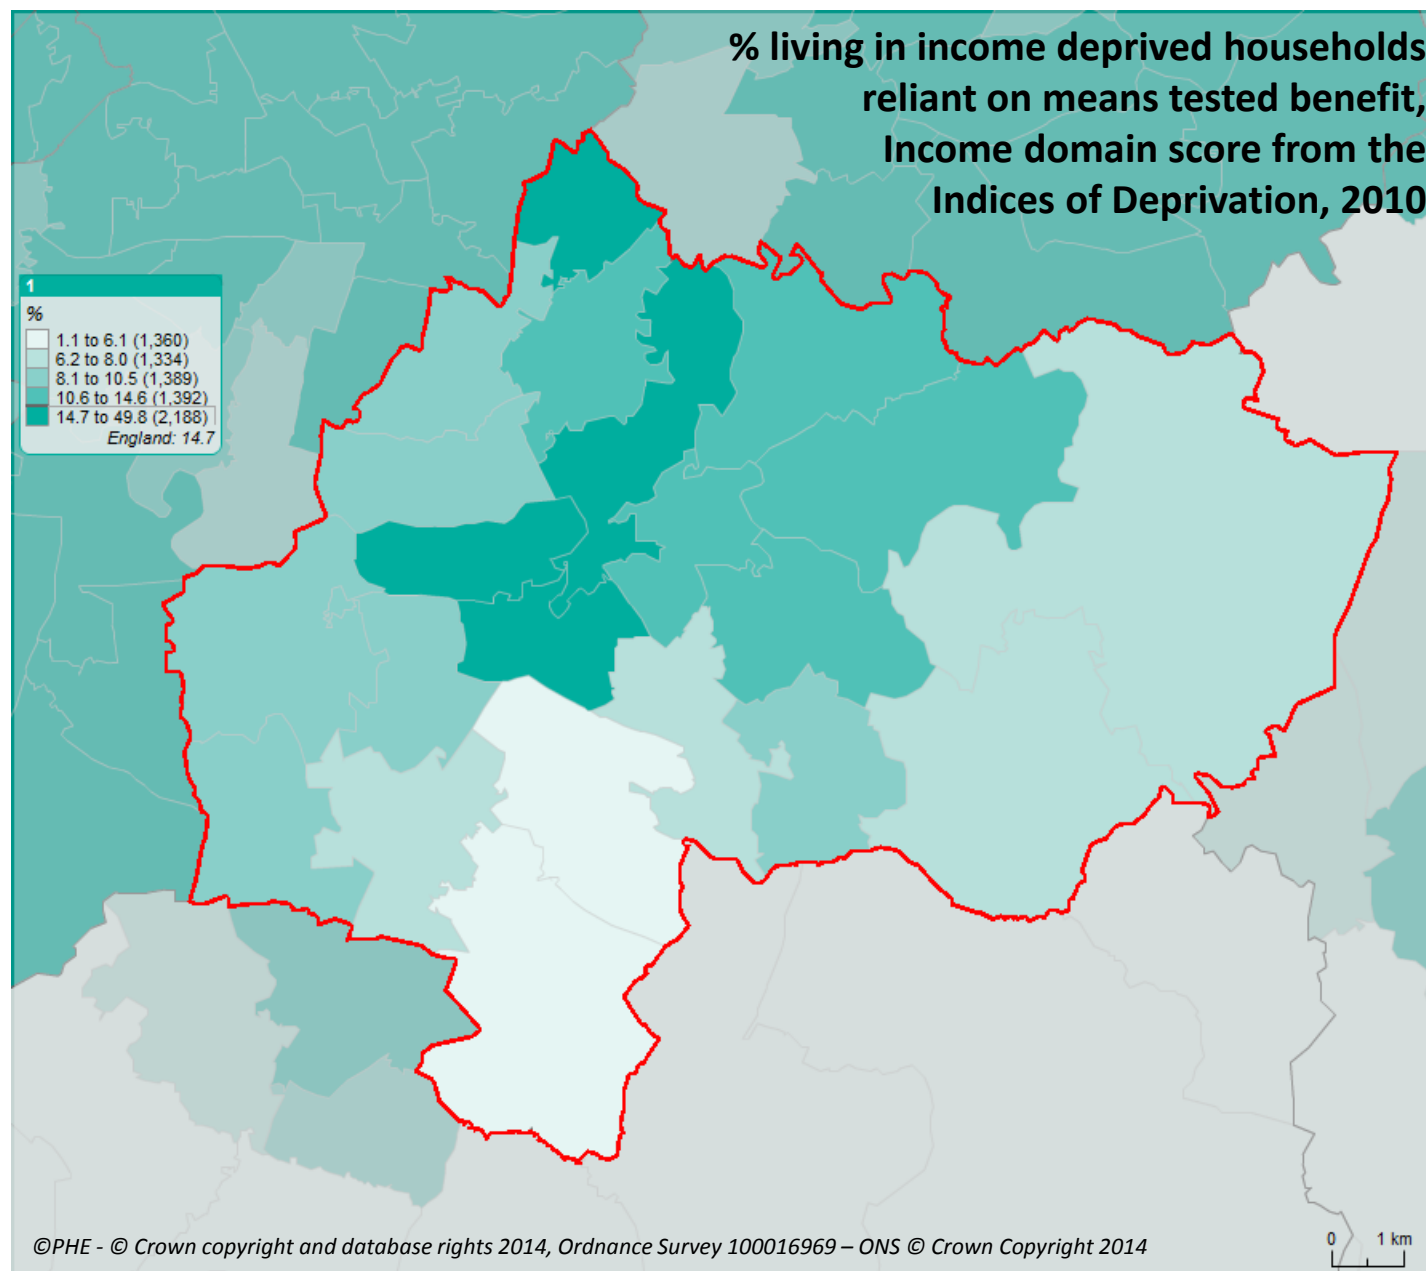 % living in income deprived households
reliant on means tested benefit,
Income domain score from the
Indices of Deprivation, 2010
1
%
1.1 to 6.1 (1,360)
6.2 to 8.0 (1,334)
8.1 to 10.5 (1,389)
10.6 to 14.6 (1,392)
14.7 to 49.8 (2,188)
England: 14.7
©PHE - © Crown copyright and database rights 2014, Ordnance Survey 100016969 – ONS © Crown Copyright 2014
0 1 km